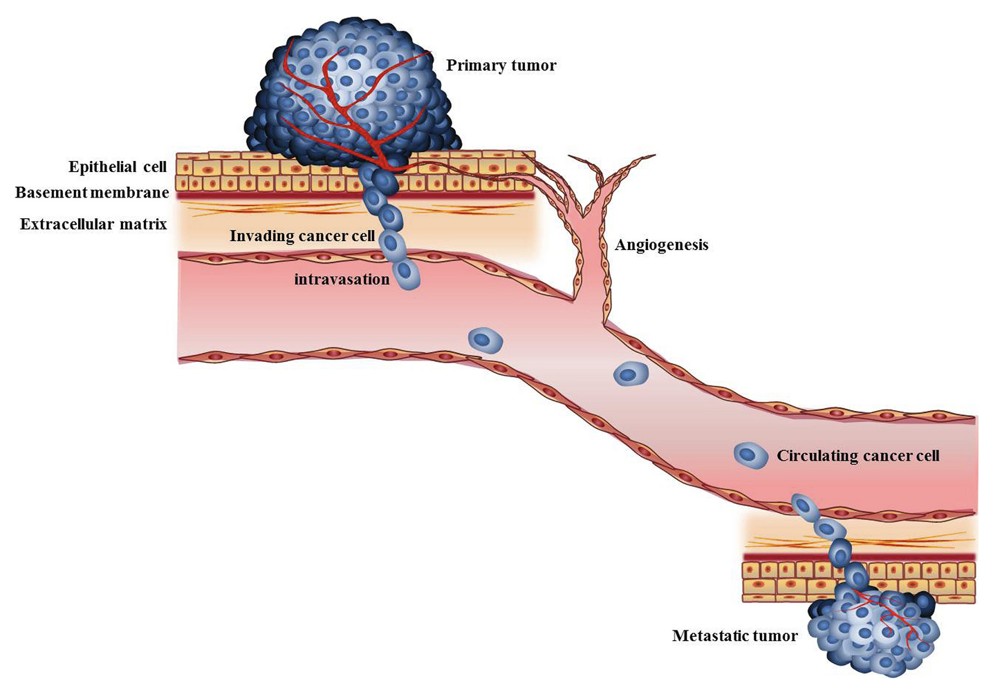 Primary tumor
Epithelial cell
Basement membrane
Extracellular matrix
Invading cancer cell
Angiogenesis
intravasation
Circulating cancer cell
Metastatic tumor